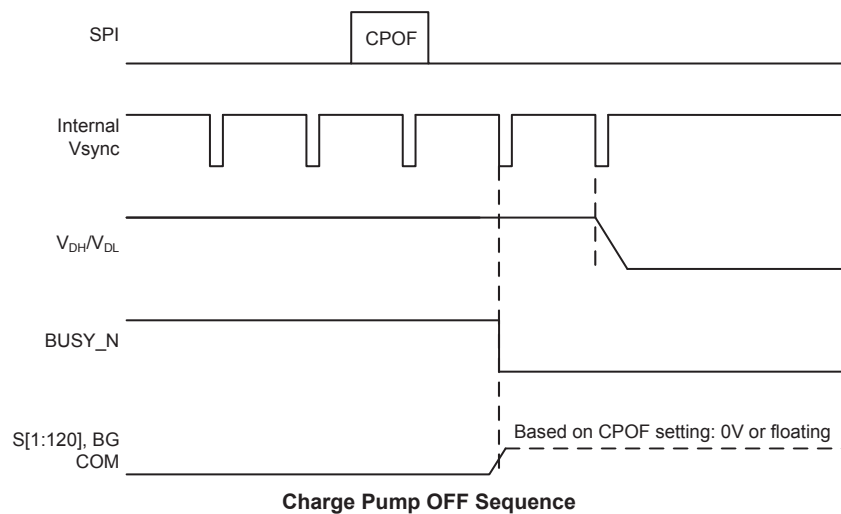 SPI
CPOF
Internal
Vsync
VDH/VDL
BUSY_N
S[1:120], BG
COM
Based on CPOF setting: 0V or floating
Charge Pump OFF Sequence